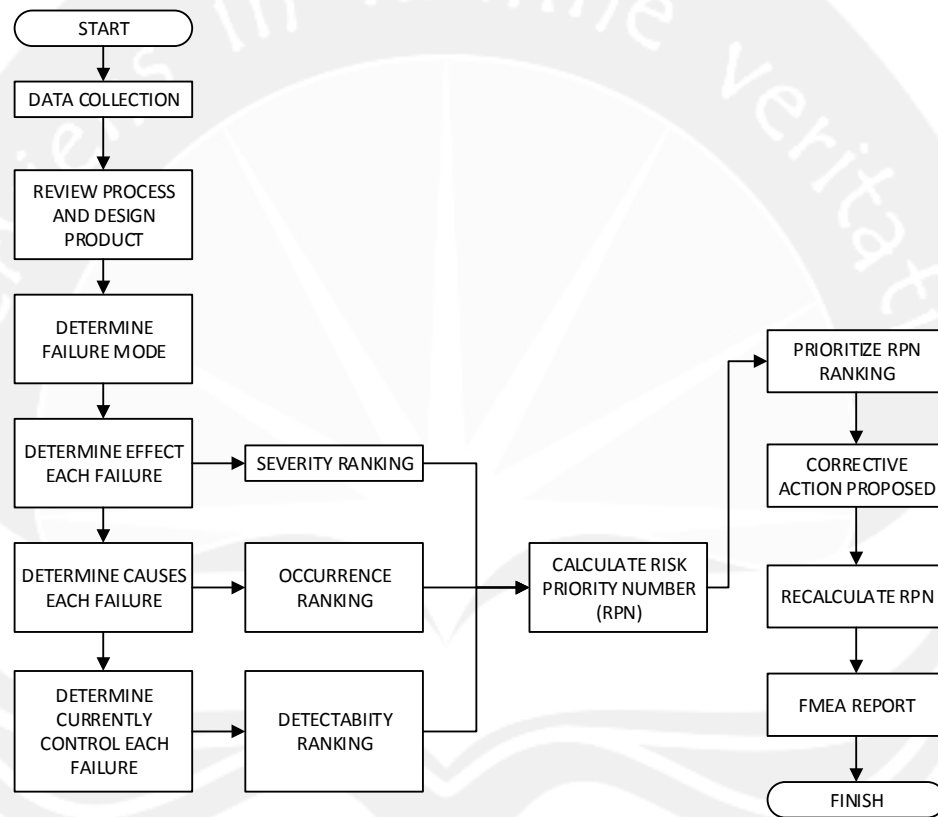 START
DATA COLLECTION
REVIEW PROCESS
AND DESIGN
PRODUCT
DETERMINE
FAILURE MODE
DETERMINE EFFECT
EACH FAILURE
SEVERITY RANKING
DETERMINE CAUSES
EACH FAILURE
OCCURRENCE
RANKING
DETERMINE
CURRENTLY
CONTROL EACH
FAILURE
DETECTABIITY
RANKING
CALCULATE RISK
PRIORITY NUMBER
(RPN)
PRIORITIZE RPN
RANKING
CORRECTIVE
ACTION PROPOSED
RECALCULATE RPN
FMEA REPORT
FINISH
in
veritat